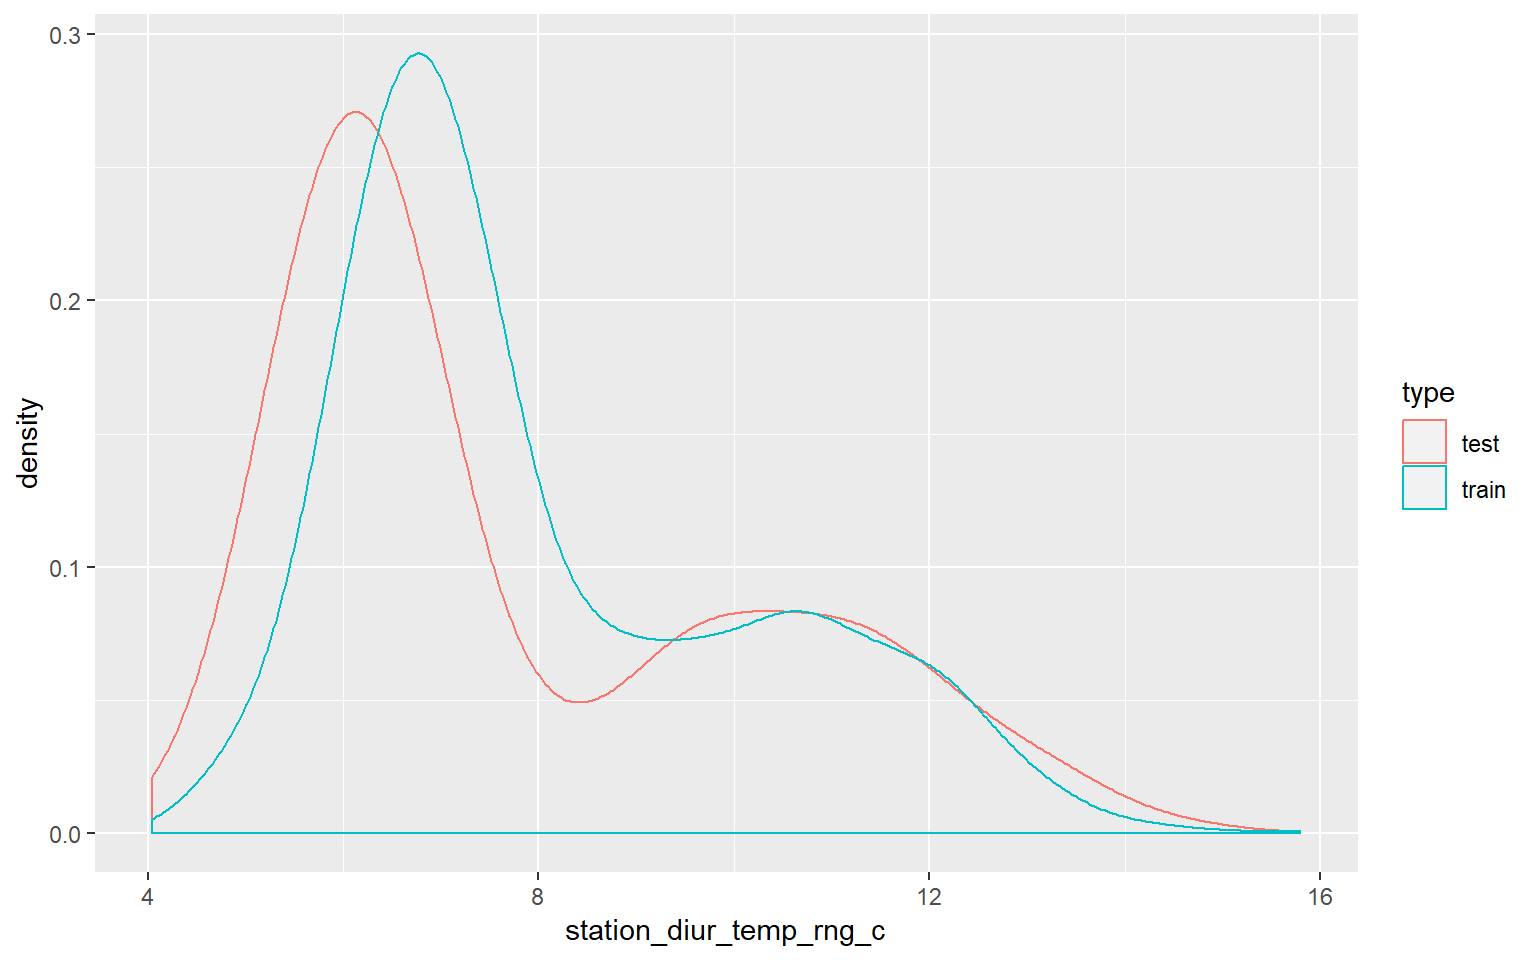 0.3
0.2
0.1
0.0
density
4 8 12 16
station_diur_temp_rng_c
type
test
train